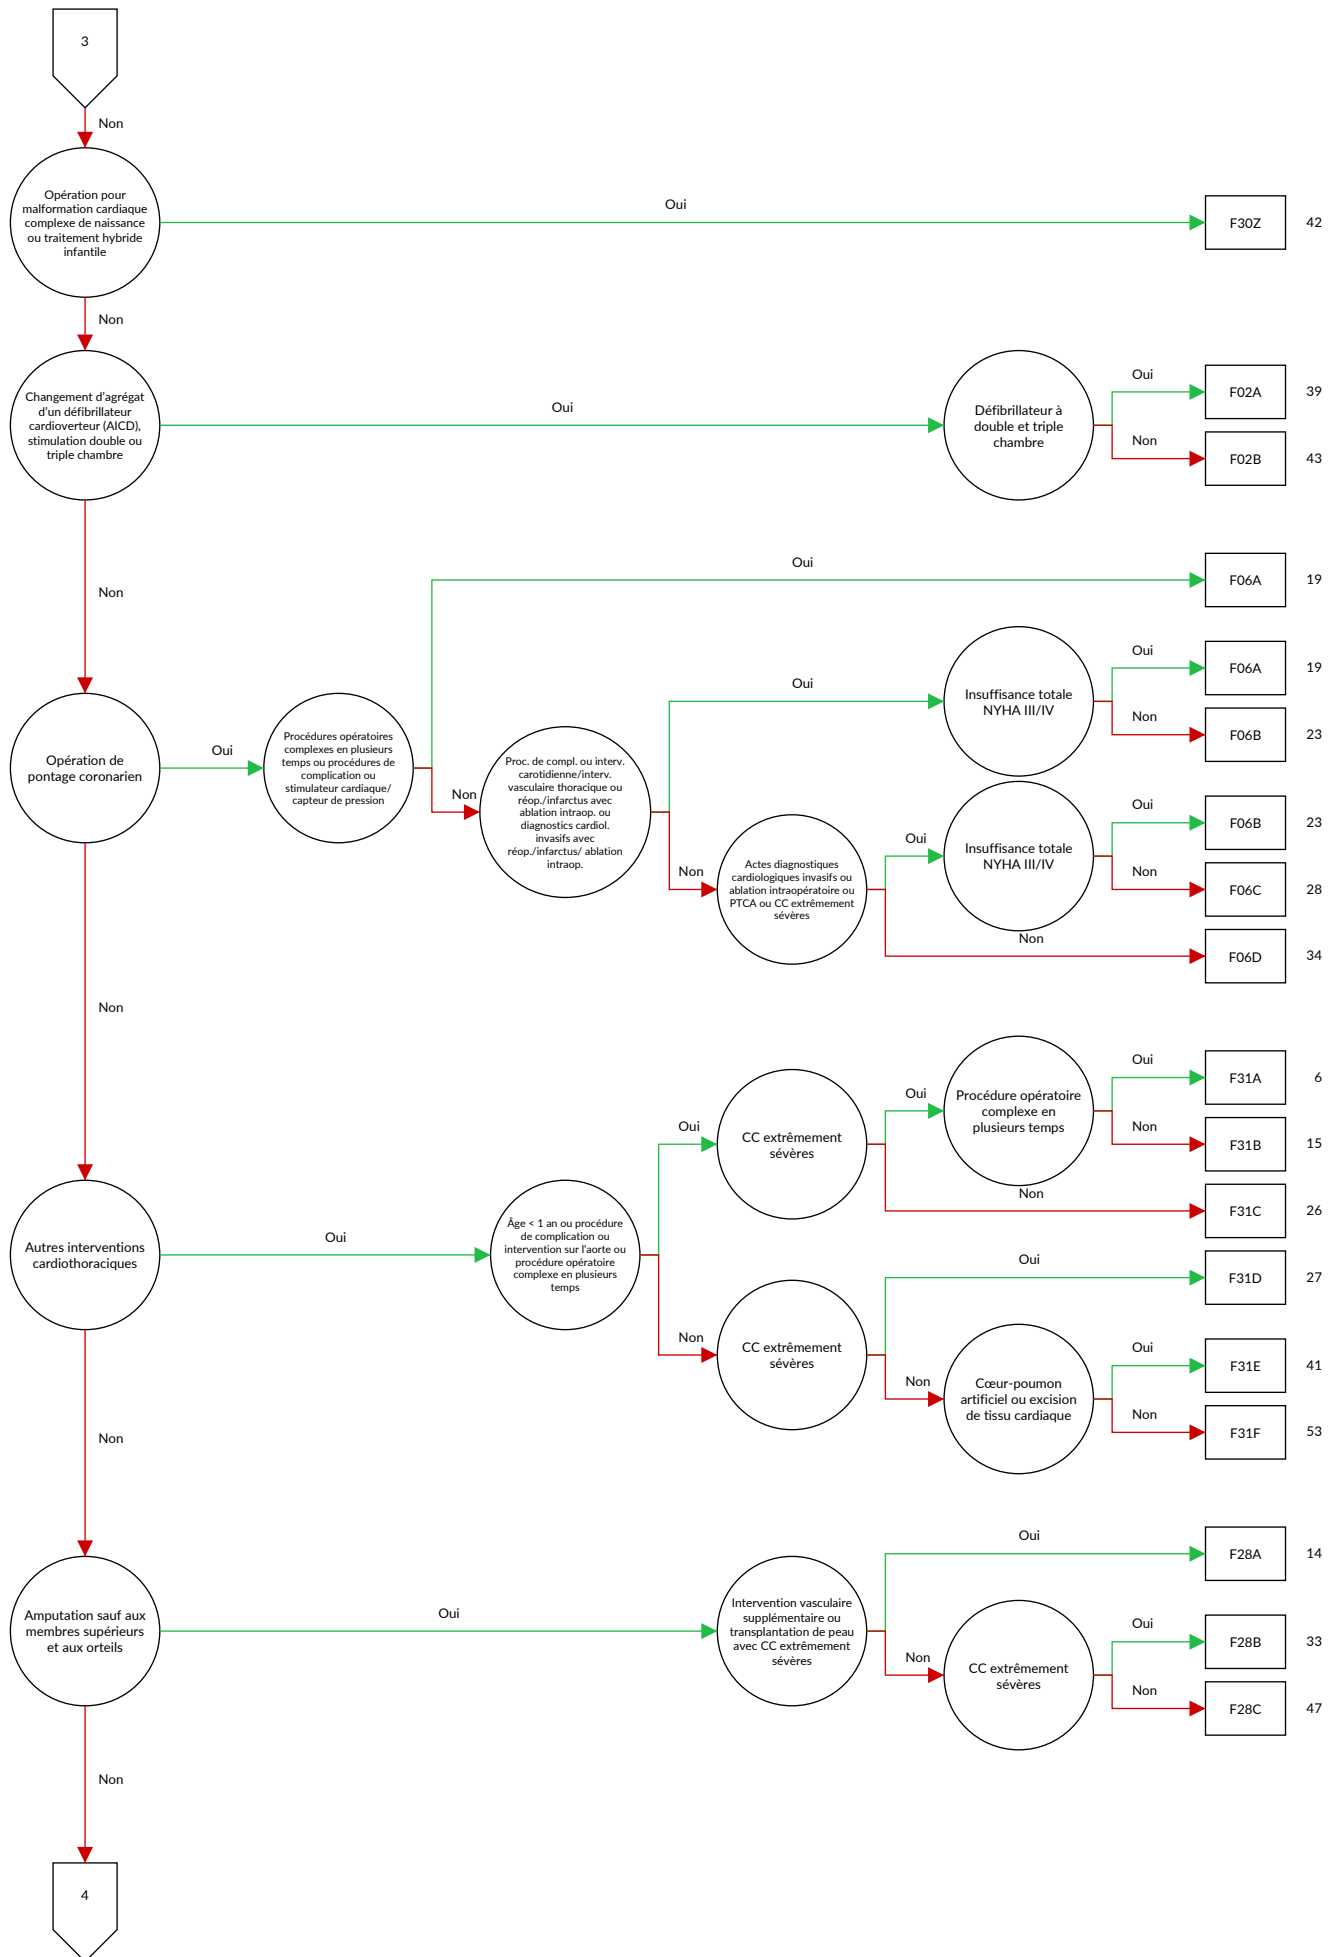 3
Non
Opération pour
malformation cardiaque
complexe de naissance
ou traitement hybride
infantile
Oui
F30Z
42
Non
Changement d'agrégat
d'un défibrillateur
cardioverteur (AICD),
stimulation double ou
triple chambre
Oui
Défibrillateur à
double et triple
chambre
Oui
F02A
39
Non
F02B
43
Non
Opération de
pontage coronarien
Oui
Procédures opératoires
complexes en plusieurs
temps ou procédures de
complication ou
stimulateur cardiaque/
capteur de pression
Oui
F06A
19
Non
Proc. de compl. ou interv.
carotidienne/interv.
vasculaire thoracique ou
réop./infarctus avec
ablation intraop. ou
diagnostics cardiol.
invasifs avec
réop./infarctus/ ablation
intraop.
Oui
Insuffisance totale
NYHA III/IV
Oui
F06A
19
Non
F06B
23
Non
Actes diagnostiques
cardiologiques invasifs ou
ablation intraopératoire ou
PTCA ou CC extrêmement
sévères
Oui
Insuffisance totale
NYHA III/IV
Oui
F06B
23
Non
F06C
28
Non
F06D
34
Non
Autres interventions
cardiothoraciques
Oui
Âge < 1 an ou procédure
de complication ou
intervention sur l'aorte ou
procédure opératoire
complexe en plusieurs
temps
Oui
CC extrêmement
sévères
Oui
Procédure opératoire
complexe en
plusieurs temps
Oui
F31A
6
Non
F31B
15
Non
F31C
26
Non
CC extrêmement
sévères
Oui
F31D
27
Non
Cœur-poumon
artificiel ou excision
de tissu cardiaque
Oui
F31E
41
Non
F31F
53
Non
Amputation sauf aux
membres supérieurs
et aux orteils
Oui
Intervention vasculaire
supplémentaire ou
transplantation de peau
avec CC extrêmement
sévères
Oui
F28A
14
Non
CC extrêmement
sévères
Oui
F28B
33
Non
F28C
47
Non
4